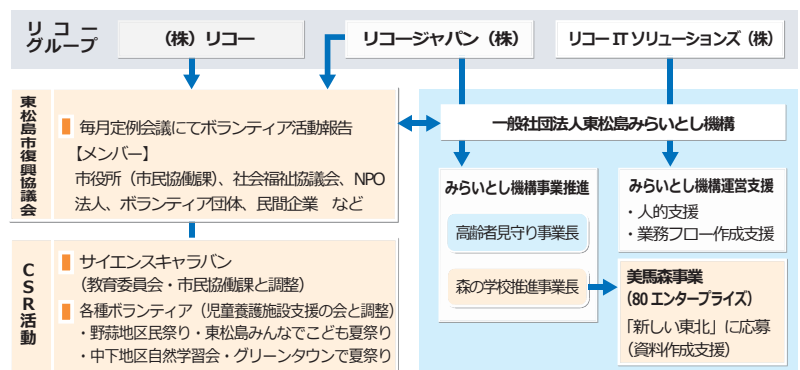 リコー
グループ
（株）リコー
リコージャパン（株）
リコー IT ソリューションズ（株）
東松島市復興協議会
毎月定例会議にてボランティア活動報告
【メンバー】
市役所（市民協働課）、社会福祉協議会、NPO
法人、ボランティア団体、民間企業　など
CSR活動
サイエンスキャラバン
（教育委員会・市民協働課と調整）
各種ボランティア（児童養護施設支援の会と調整）
・野蒜地区民祭り・東松島みんなでこども夏祭り
・中下地区自然学習会・グリーンタウンで夏祭り
一般社団法人東松島みらいとし機構
みらいとし機構事業推進
高齢者見守り事業長
森の学校推進事業長
みらいとし機構運営支援
・人的支援
・業務フロー作成支援
美馬森事業
（80 エンタープライズ）
「新しい東北」に応募
（資料作成支援）